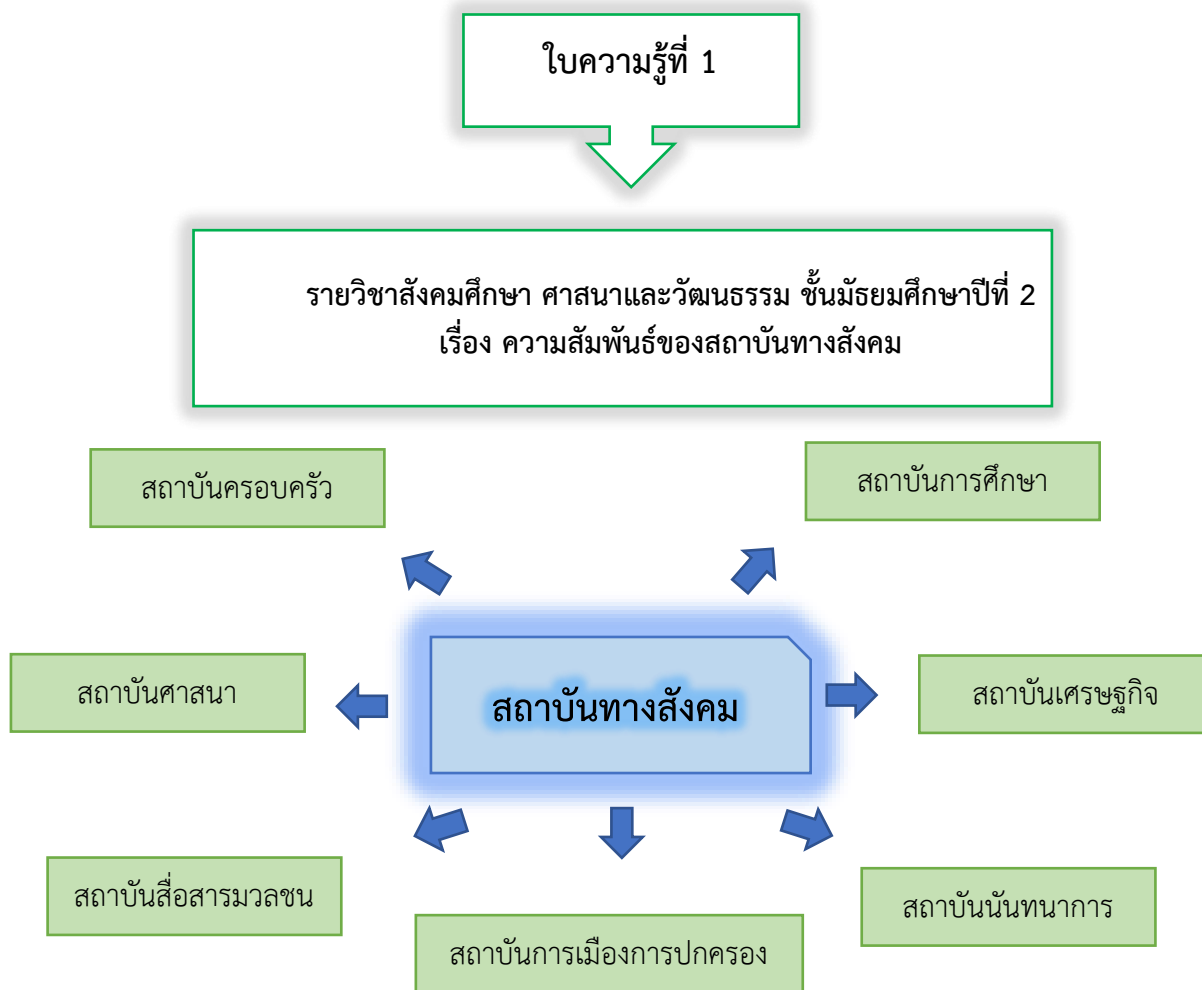 ใบความรู้ที่ 1
รายวิชาสังคมศึกษา ศาสนาและวัฒนธรรม ชั้นมัธยมศึกษาปีที่ 2
เรื่อง ความสัมพันธ์ของสถาบันทางสังคม
สถาบันครอบครัว
สถาบันการศึกษา
สถาบันศาสนา
สถาบันทางสังคม
สถาบันเศรษฐกิจ
สถาบันสื่อสารมวลชน
สถาบันการเมืองการปกครอง
สถาบันนันทนาการ